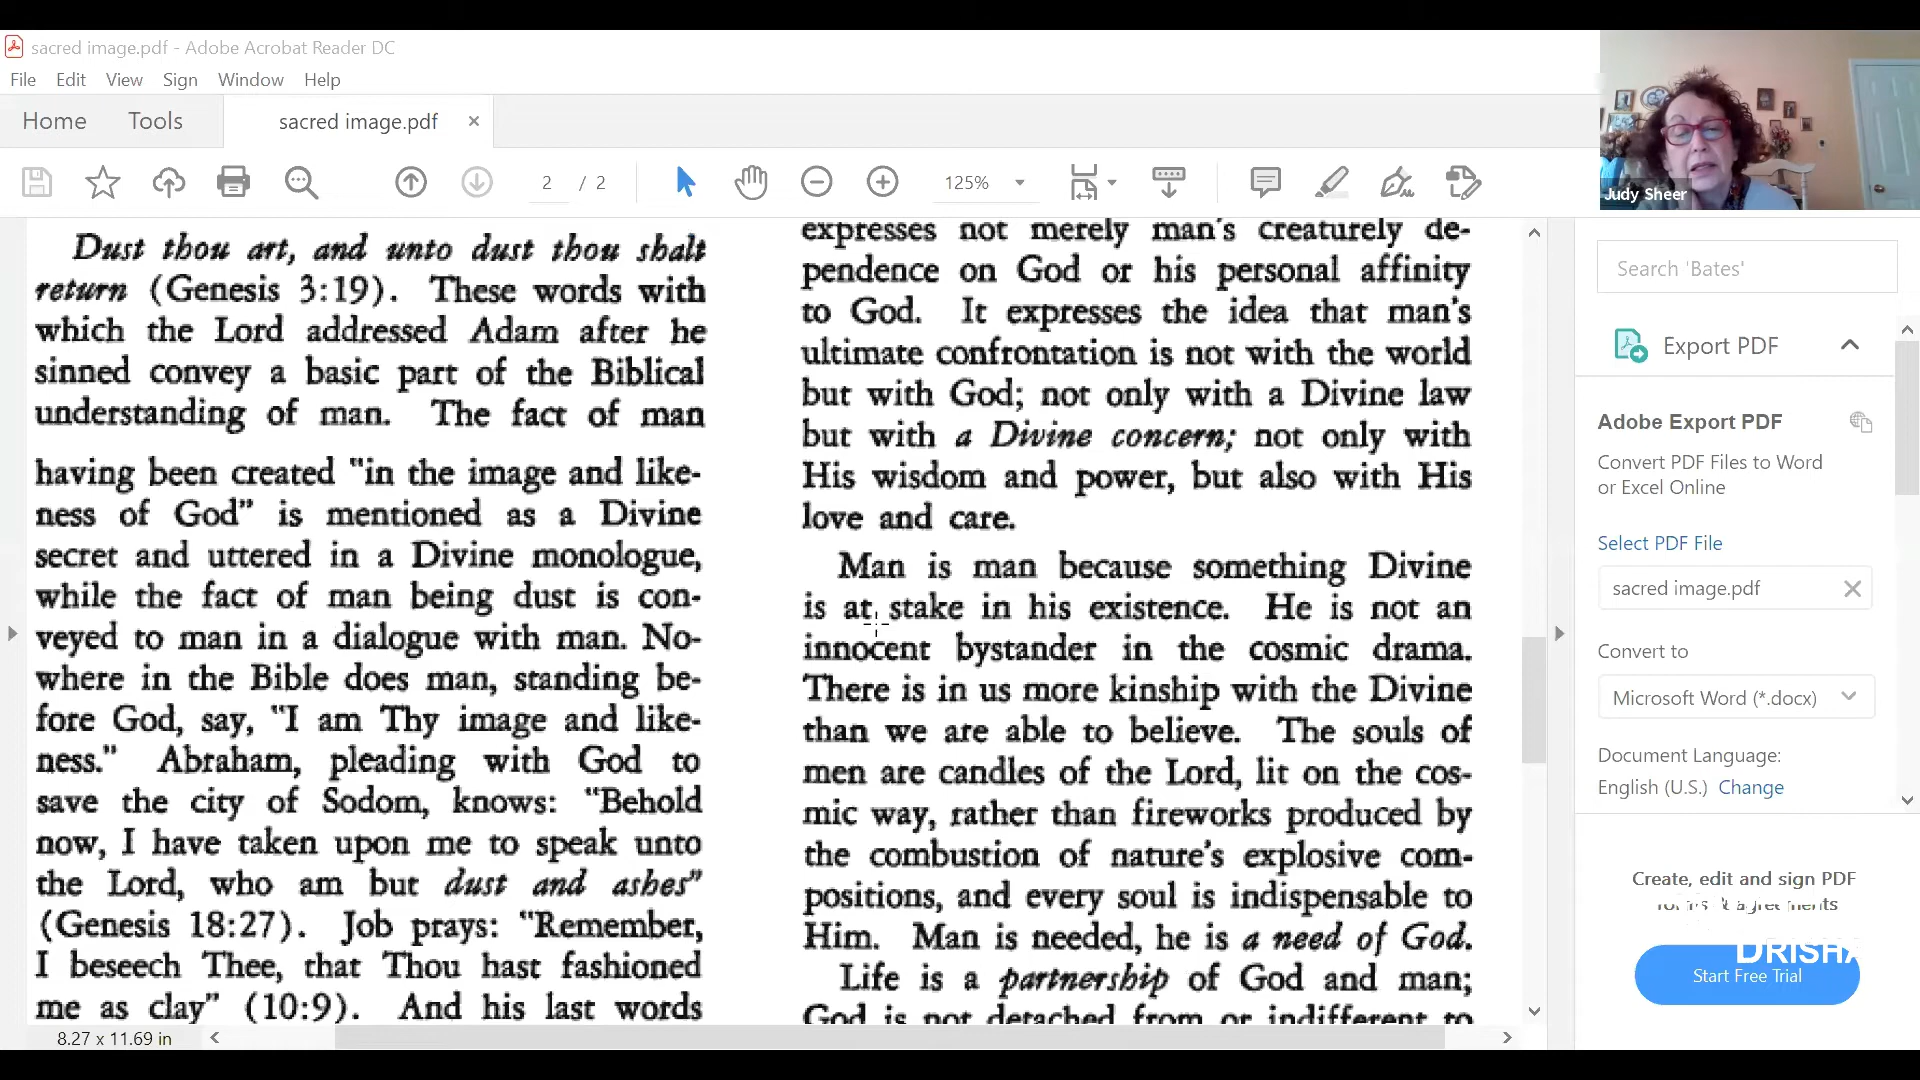 sacred image.pdf - Adobe Acrobat Reader DC
File Edit View Sign Window Help
Home Tools sacred image.pdf
2 / 2 125%
Judy Sheer
Dust thou art, and unto dust thou shalt
return (Genesis 3:19). These words with
which the Lord addressed Adam after he
sinned convey a basic part of the Biblical
understanding of man. The fact of man
having been created "in the image and like-
ness of God" is mentioned as a Divine
secret and uttered in a Divine monologue,
while the fact of man being dust is con-
veyed to man in a dialogue with man. No-
where in the Bible does man, standing be-
fore God, say, "I am Thy image and like-
ness." Abraham, pleading with God to
save the city of Sodom, knows: "Behold
now, I have taken upon me to speak unto
the Lord, who am but dust and ashes"
(Genesis 18:27). Job prays: "Remember,
I beseech Thee, that Thou hast fashioned
me as clay" (10:9). And his last words
expresses not merely man's creaturely de-
pendence on God or his personal affinity
to God. It expresses the idea that man's
ultimate confrontation is not with the world
but with God; not only with a Divine law
but with a Divine concern; not only with
His wisdom and power, but also with His
love and care.
Man is man because something Divine
is at stake in his existence. He is not an
innocent bystander in the cosmic drama.
There is in us more kinship with the Divine
than we are able to believe. The souls of
men are candles of the Lord, lit on the cos-
mic way, rather than fireworks produced by
the combustion of nature's explosive com-
positions, and every soul is indispensable to
Him. Man is needed, he is a need of God.
Life is a partnership of God and man;
God is not detached from or indifferent to
8.27 x 11.69 in
Search 'Bates'
Export PDF
Adobe Export PDF
Convert PDF Files to Word
or Excel Online
Select PDF File
sacred image.pdf
Convert to
Microsoft Word (*.docx)
Document Language:
English (U.S.) Change
Create, edit and sign PDF
Start Free Trial